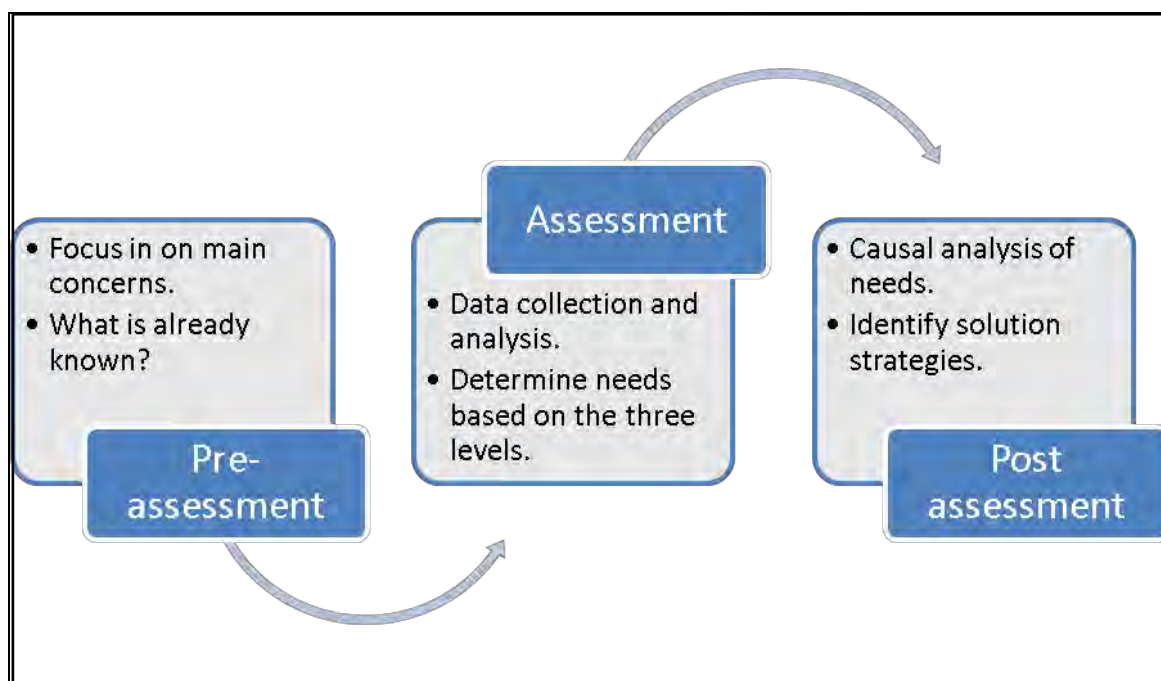 • Focus in on main
concerns.
• What is already
known?
Pre-
assessment
Assessment
• Data collection and
analysis.
• Determine needs
based on the three
levels.
• Causal analysis of
needs.
• Identify solution
strategies.
Post
assessment